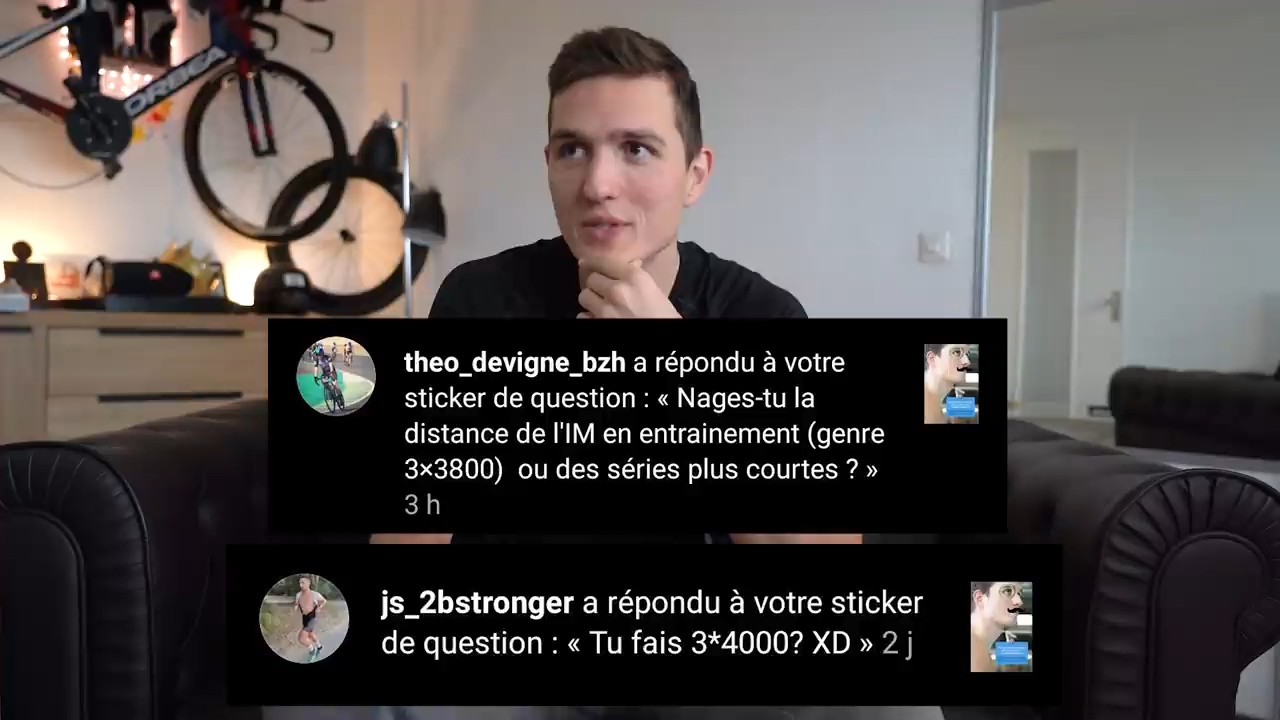 ORBEA
theo_devigne_bzh a répondu à votre
sticker de question : « Nages-tu la
distance de l'IM en entrainement (genre
3×3800)  ou des séries plus courtes ? »
3 h
js_2bstronger a répondu à votre sticker
de question : « Tu fais 3*4000? XD » 2 j